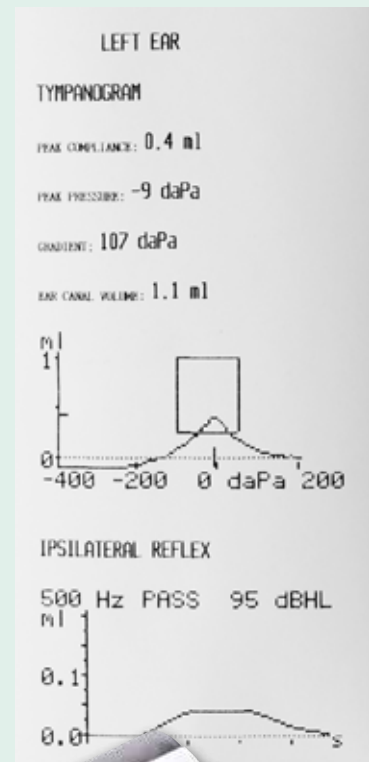 LEFT EAR
TYMPANOGRAM
PEAK COMPLIANCE: 0.4 ml
PEAK PRESSURE: -9 daPa
GRADIENT: 107 daPa
EAR CANAL VOLUME: 1.1 ml
ml
1
0
-400 -200 0 daPa 200
IPSILATERAL REFLEX
500 Hz PASS 95 dBHL
ml
0.1
0.0
s